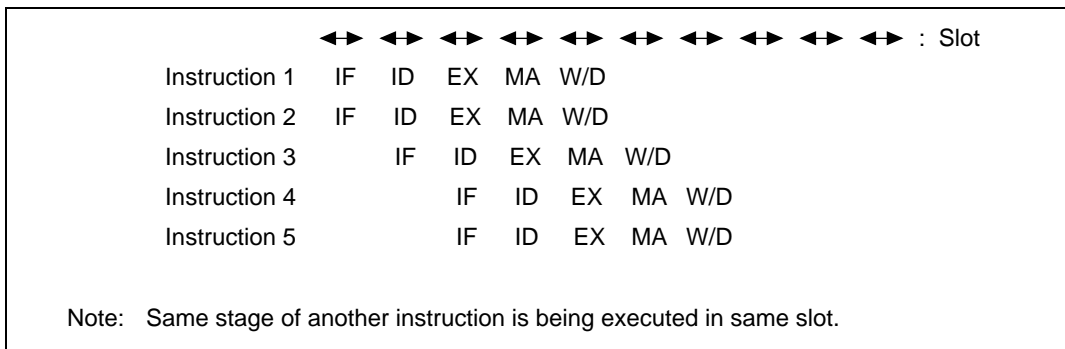 : Slot
Instruction 1 IF ID EX MA W/D
Instruction 2 IF ID EX MA W/D
Instruction 3 IF ID EX MA W/D
Instruction 4 IF ID EX MA W/D
Instruction 5 IF ID EX MA W/D
Note: Same stage of another instruction is being executed in same slot.